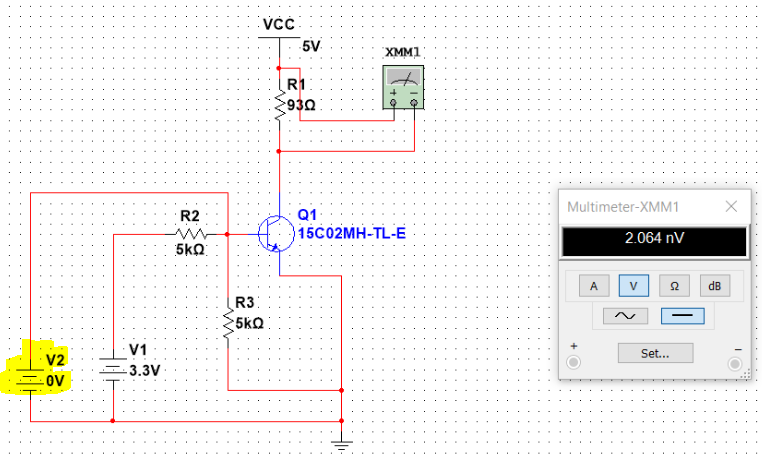 VCC
5V
XMM1
R1
93Ω
Q1
15C02MH-TL-E
R2
5kΩ
R3
5kΩ
V2
0V
V1
3.3V
Multimeter-XMM1
2.064 nV
A V Ω dB
+ Set... −